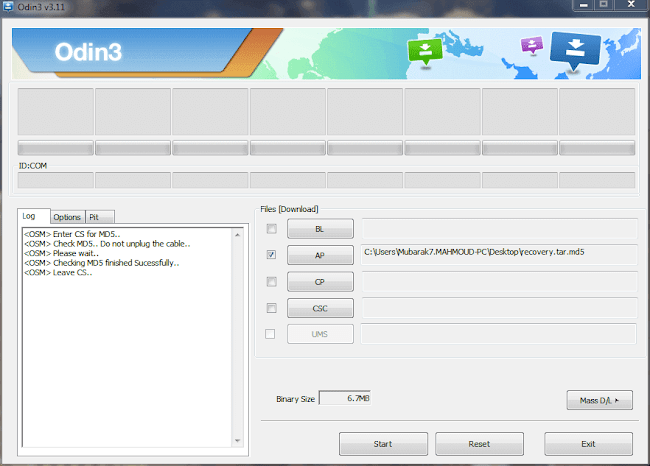 Odin3 v3.11
Odin3
ID:COM
Log Options Pit
<OSM> Enter CS for MD5..
<OSM> Check MD5.. Do not unplug the cable..
<OSM> Please wait..
<OSM> Checking MD5 finished Sucessfully..
<OSM> Leave CS..
Files [Download]
BL
AP C:\Users\Mubarak7.MAHMOUD-PC\Desktop\recovery.tar.md5
CP
CSC
UMS
Binary Size 6.7MB
Mass D/L ➤
Start Reset Exit